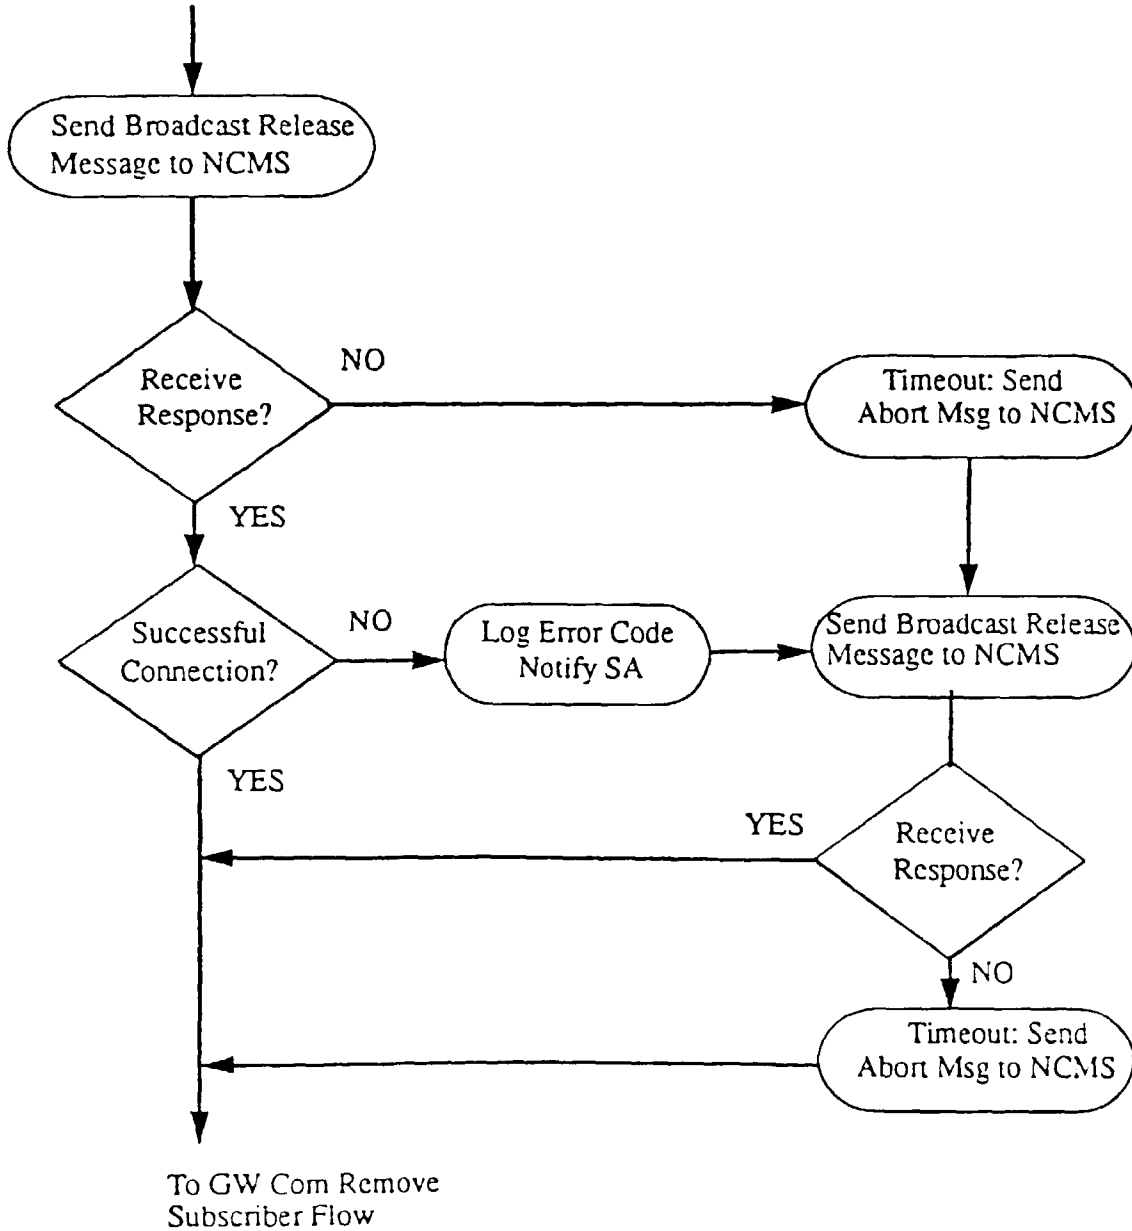 Send Broadcast Release
Message to NCMS
Receive
Response?
NO
Timeout: Send
Abort Msg to NCMS
YES
Successful
Connection?
NO
Log Error Code
Notify SA
Send Broadcast Release
Message to NCMS
YES
YES
Receive
Response?
NO
Timeout: Send
Abort Msg to NCMS
To GW Com Remove
Subscriber Flow